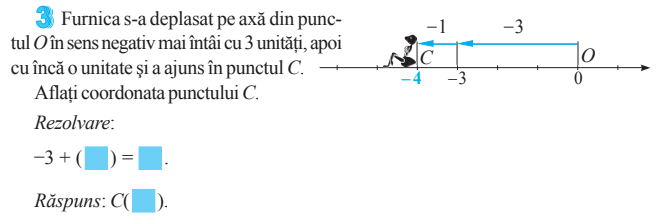 3 Furnica s-a deplasat pe axă din punc-
tul O în sens negativ mai întâi cu 3 unități, apoi
cu încă o unitate și a ajuns în punctul C.
Aflați coordonata punctului C.
Rezolvare:
−3 + ( ) = .
Răspuns: C( ).
−1 −3
C O
−4 −3 0